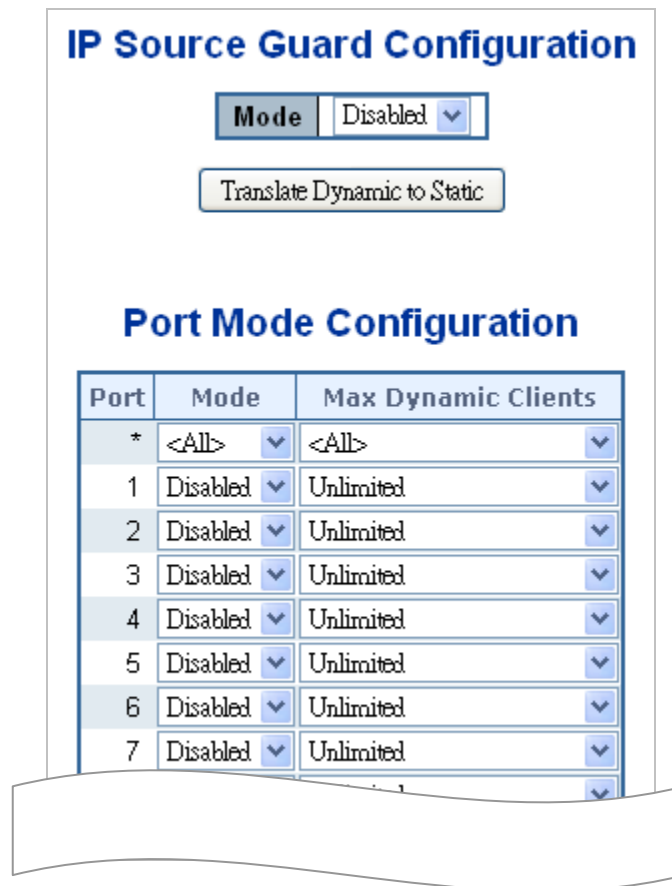 IP Source Guard Configuration
Mode Disabled
Translate Dynamic to Static
Port Mode Configuration
Port Mode Max Dynamic Clients
* <All> <All>
1 Disabled Unlimited
2 Disabled Unlimited
3 Disabled Unlimited
4 Disabled Unlimited
5 Disabled Unlimited
6 Disabled Unlimited
7 Disabled Unlimited